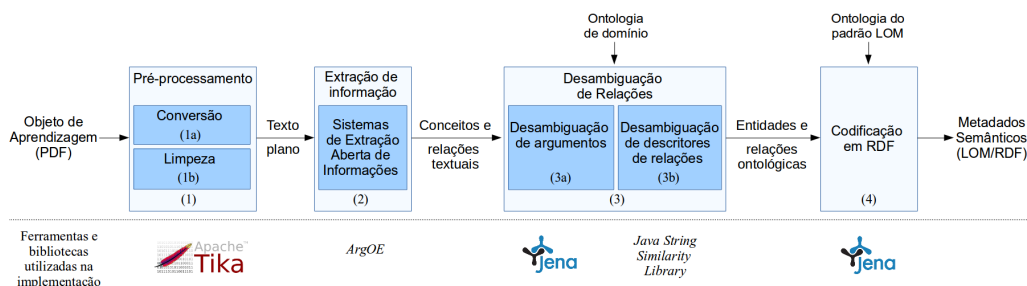 Ontologia
de domínio
Ontologia do
padrão LOM
Objeto de
Aprendizagem
(PDF)
Pré-processamento
Conversão
(1a)
Limpeza
(1b)
(1)
Texto
plano
Extração de
informação
Sistemas
de Extração
Aberta de
Informações
(2)
Conceitos e
relações
textuais
Desambiguação
de Relações
Desambiguação
de argumentos
(3a)
Desambiguação
de descritores
de relações
(3b)
(3)
Entidades e
relações
ontológicas
Codificação
em RDF
(4)
Metadados
Semânticos
(LOM/RDF)
Ferramentas e
bibliotecas
utilizadas na
implementação
Apache™
Tika
ArgOE
Jena
Java String
Similarity
Library
Jena